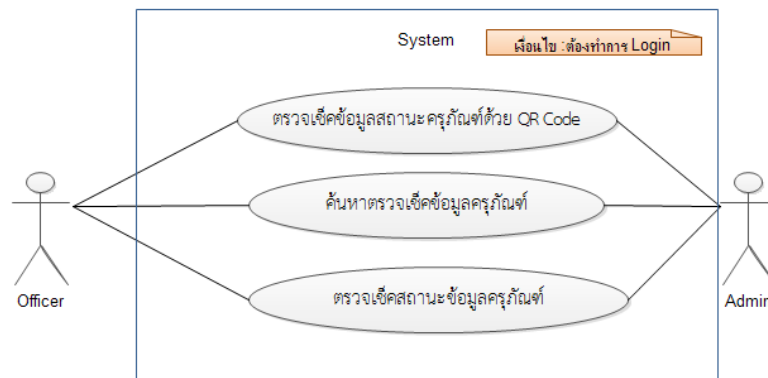 System
เงื่อนไข :ต้องทำการ Login
ตรวจเช็คข้อมูลสถานะครุภัณฑ์ด้วย QR Code
ค้นหาตรวจเช็คข้อมูลครุภัณฑ์
ตรวจเช็คสถานะข้อมูลครุภัณฑ์
Officer
Admin